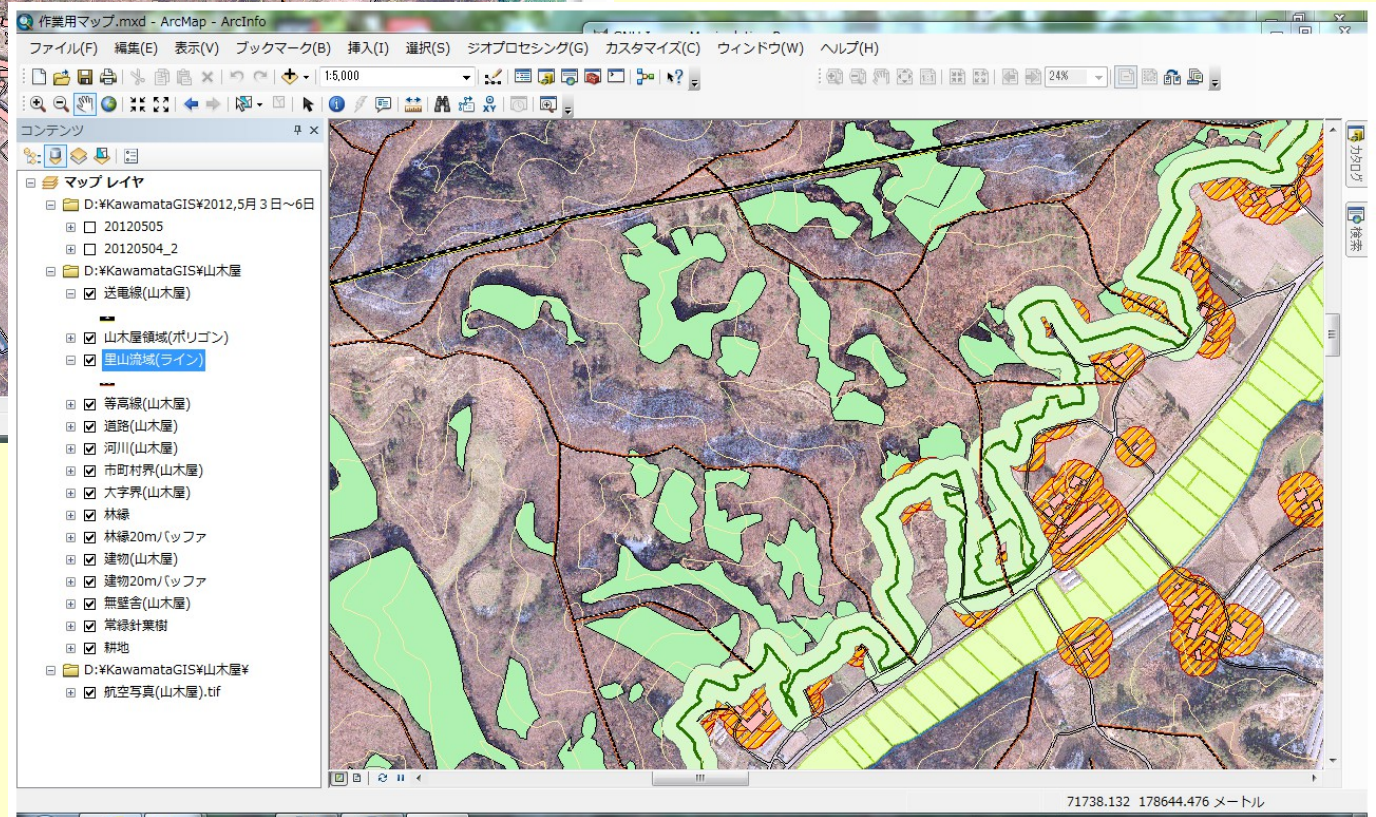 作業用マップ.mxd - ArcMap - ArcInfo
ファイル(F) 編集(E) 表示(V) ブックマーク(B) 挿入(I) 選択(S) ジオプロセシング(G) カスタマイズ(C) ウィンドウ(W) ヘルプ(H)
1:5,000
24%
コンテンツ
マップ レイヤ
D:¥KawamataGIS¥2012,5月3日~6日
20120505
20120504_2
D:¥KawamataGIS¥山木屋
送電線(山木屋)
山木屋領域(ポリゴン)
里山流域(ライン)
等高線(山木屋)
道路(山木屋)
河川(山木屋)
市町村界(山木屋)
大字界(山木屋)
林縁
林縁20mバッファ
建物(山木屋)
建物20mバッファ
無壁舎(山木屋)
常緑針葉樹
耕地
D:¥KawamataGIS¥山木屋¥
航空写真(山木屋).tif
カタログ
検索
71738.132 178644.476 メートル